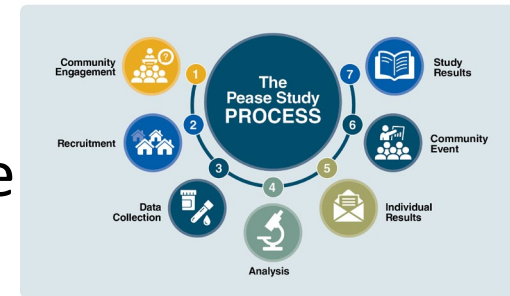 The
Pease Study
PROCESS
1
Community
Engagement
?
2
Recruitment
3
Data
Collection
4
Analysis
5
Individual
Results
6
Community
Event
7
Study
Results
e